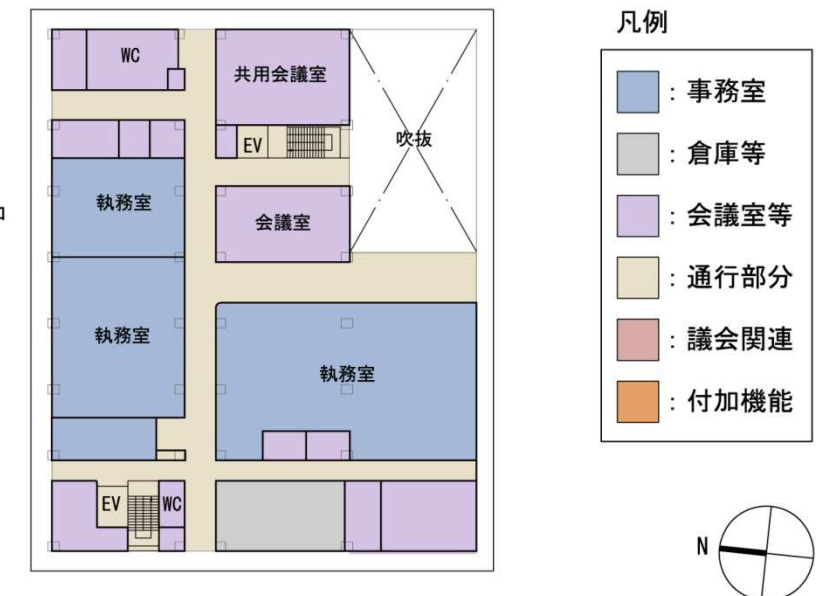 凡例
WC
共用会議室
EV
吹抜
執務室
会議室
執務室
執務室
EV
WC
：事務室
：倉庫等
：会議室等
：通行部分
：議会関連
：付加機能
N